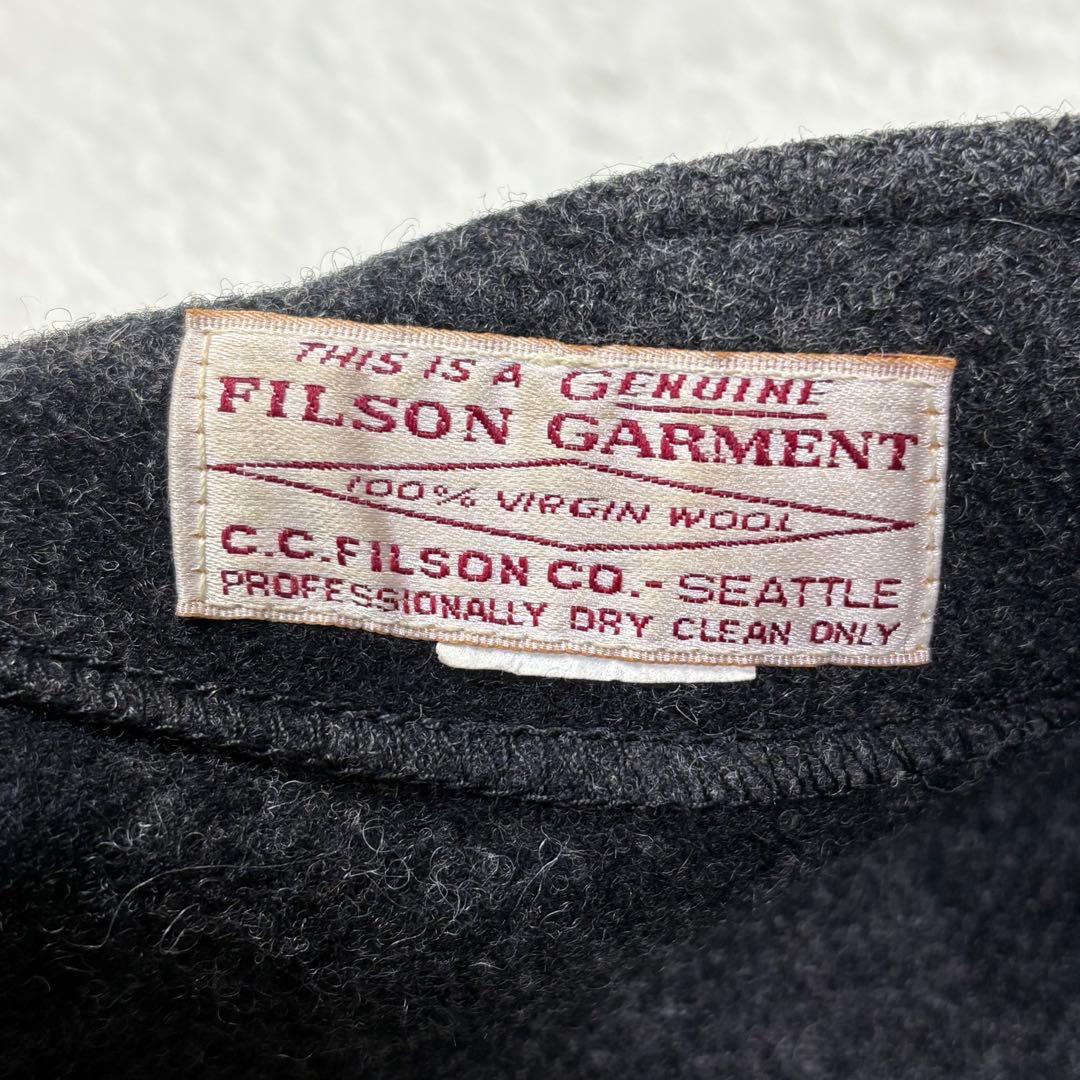 THIS IS A GENUINE
FILSON GARMENT
100% VIRGIN WOOL
C.C.FILSON CO.- SEATTLE
PROFESSIONALLY DRY CLEAN ONLY